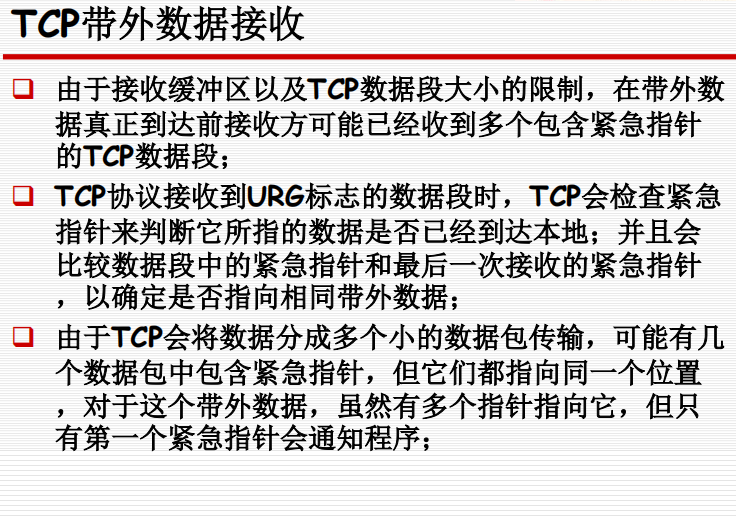 TCP带外数据接收
由于接收缓冲区以及TCP数据段大小的限制，在带外数
据真正到达前接收方可能已经收到多个包含紧急指针
的TCP数据段；
TCP协议接收到URG标志的数据段时，TCP会检查紧急
指针来判断它所指的数据是否已经到达本地；并且会
比较数据段中的紧急指针和最后一次接收的紧急指针
，以确定是否指向相同带外数据；
由于TCP会将数据分成多个小的数据包传输，可能有几
个数据包中包含紧急指针，但它们都指向同一个位置
，对于这个带外数据，虽然有多个指针指向它，但只
有第一个紧急指针会通知程序；